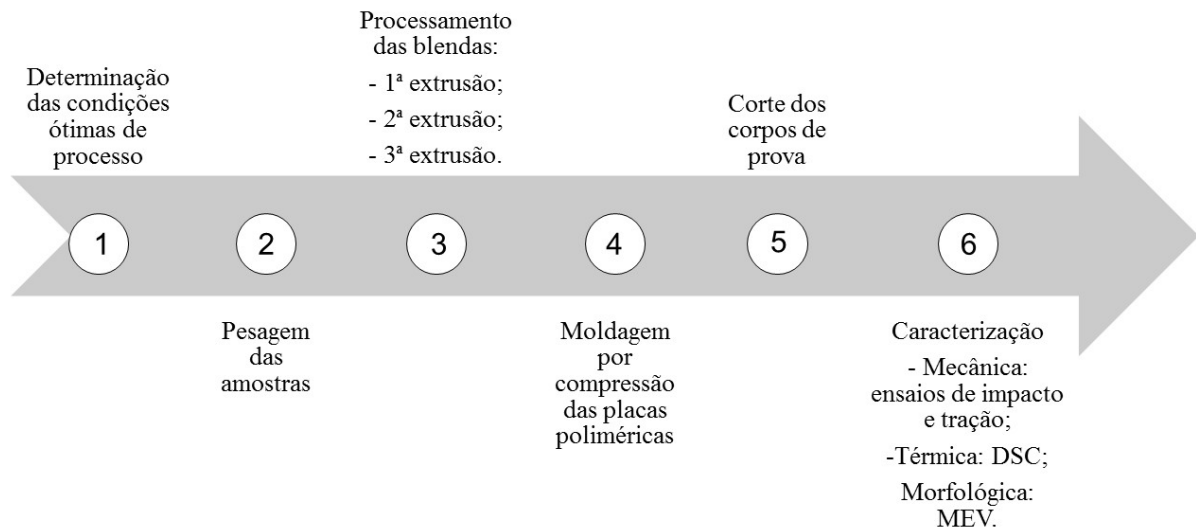 Determinação
das condições
ótimas de
processo
1
Pesagem
das
amostras
2
Processamento
das blendas:
- 1ª extrusão;
- 2ª extrusão;
- 3ª extrusão.
3
Moldagem
por
compressão
das placas
poliméricas
4
Corte dos
corpos de
prova
5
Caracterização
- Mecânica:
ensaios de impacto
e tração;
-Térmica: DSC;
Morfológica:
MEV.
6